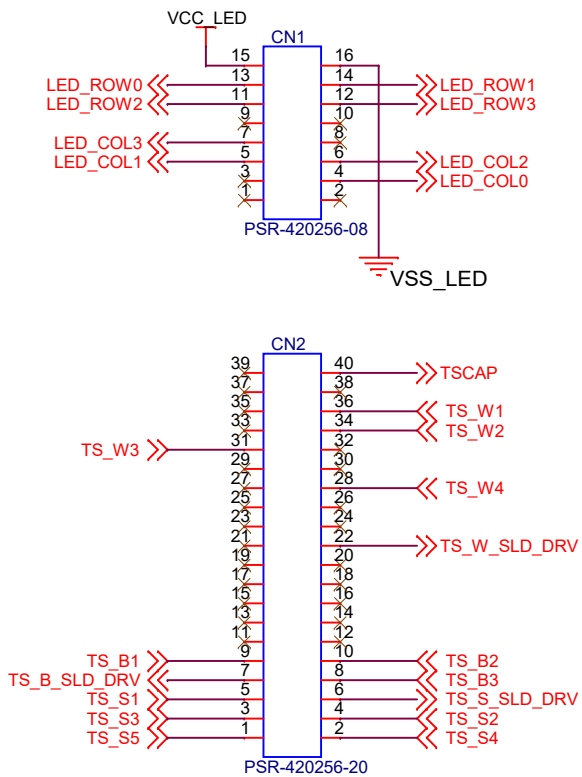 VCC_LED
CN1
15 16
LED_ROW0 13 14 LED_ROW1
LED_ROW2 11 12 LED_ROW3
9 10
LED_COL3 7 8
LED_COL1 5 6 LED_COL2
3 4 LED_COL0
1 2
PSR-420256-08
VSS_LED
CN2
39 40 TSCAP
37 38
35 36 TS_W1
33 34 TS_W2
TS_W3 31 32
29 30
27 28 TS_W4
25 26
23 24
21 22 TS_W_SLD_DRV
19 20
17 18
15 16
13 14
11 12
TS_B1 9 10 TS_B2
TS_B_SLD_DRV 7 8 TS_B3
TS_S1 5 6 TS_S_SLD_DRV
TS_S3 3 4 TS_S2
TS_S5 1 2 TS_S4
PSR-420256-20